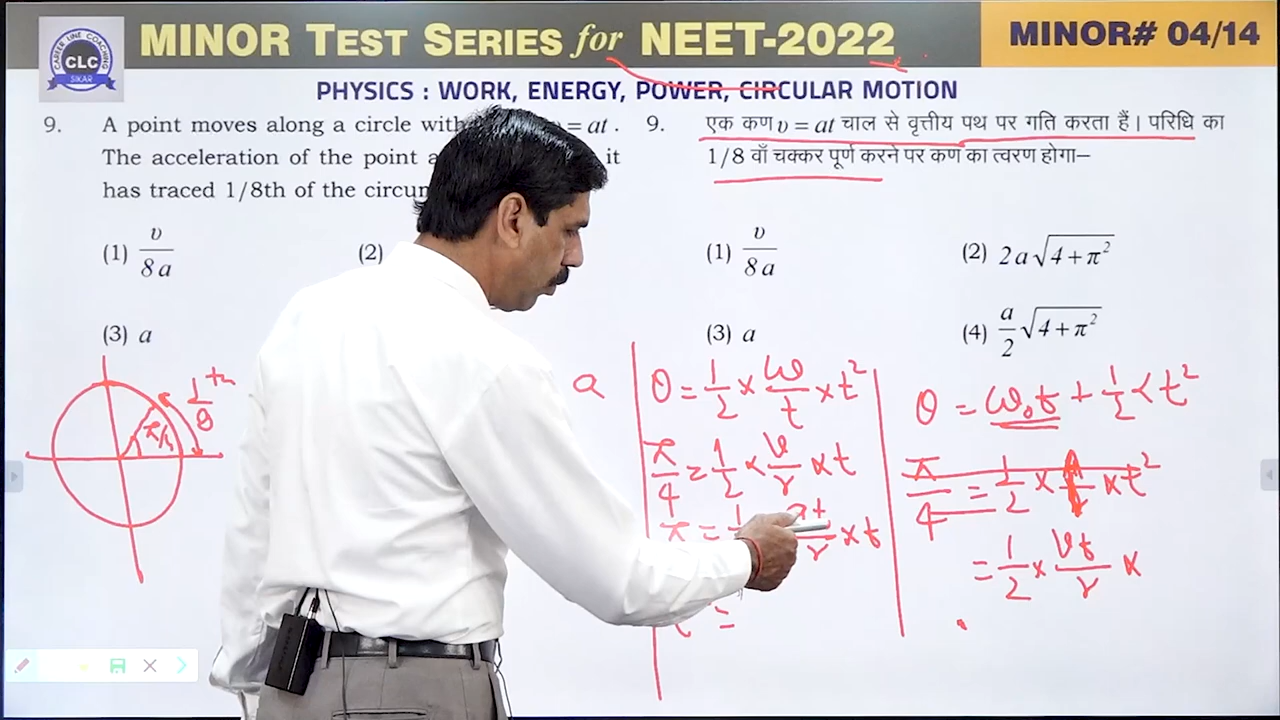 CAREER LINE COACHING
CLC
SIKAR
MINOR TEST SERIES for NEET-2022
MINOR# 04/14
PHYSICS : WORK, ENERGY, POWER, CIRCULAR MOTION
9. A point moves along a circle with = at .
The acceleration of the point it
has traced 1/8th of the
(1) υ/8a
(2)
(3) a
9. एक कण υ = at चाल से वृत्तीय पथ पर गति करता हैं। परिधि का
1/8 वाँ चक्कर पूर्ण करने पर कण का त्वरण होगा–
(1) υ/8a
(2) 2a√4+π²
(3) a
(4) a/2 √4+π²
1/8 th
a
θ = 1/2 × ω/t × t²
π/4 = 1/2 × v/r × t
θ = ω₀t + 1/2 α t²
π/4 = 1/2 × × t²
= 1/2 × vt/r ×